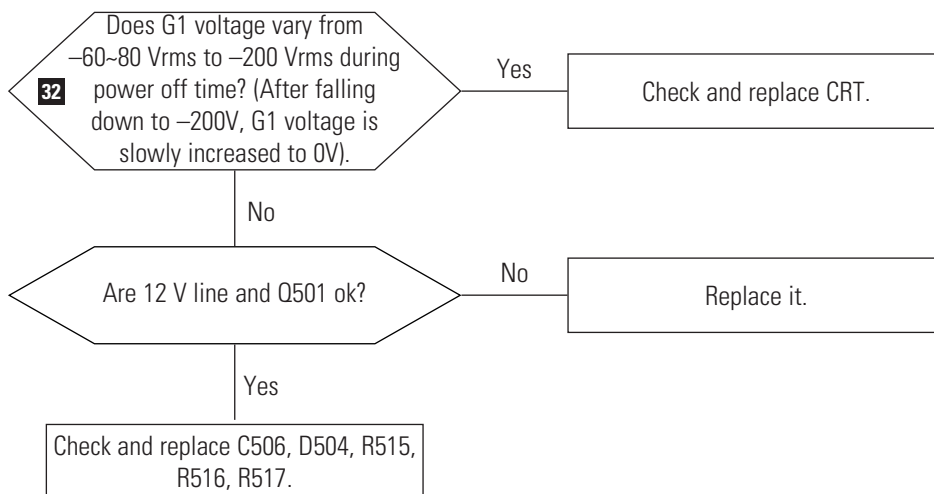 Does G1 voltage vary from
–60~80 Vrms to –200 Vrms during
32 power off time? (After falling
down to –200V, G1 voltage is
slowly increased to 0V).
Yes
Check and replace CRT.
No
Are 12 V line and Q501 ok?
No
Replace it.
Yes
Check and replace C506, D504, R515,
R516, R517.